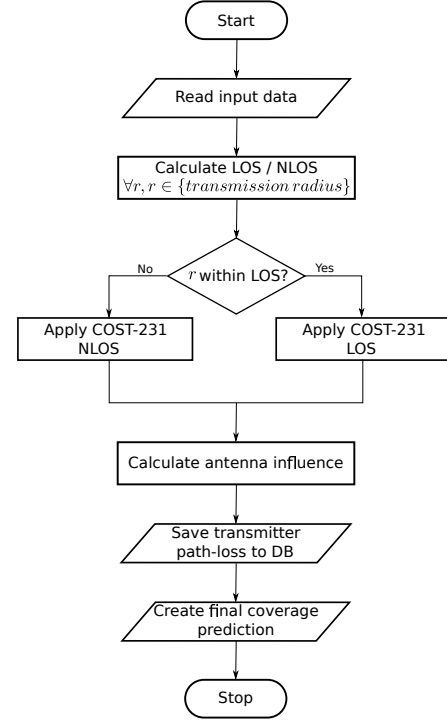 Start
Read input data
Calculate LOS / NLOS
∀r, r ∈ {transmission radius}
r within LOS?
No
Yes
Apply COST-231
NLOS
Apply COST-231
LOS
Calculate antenna influence
Save transmitter
path-loss to DB
Create final coverage
prediction
Stop